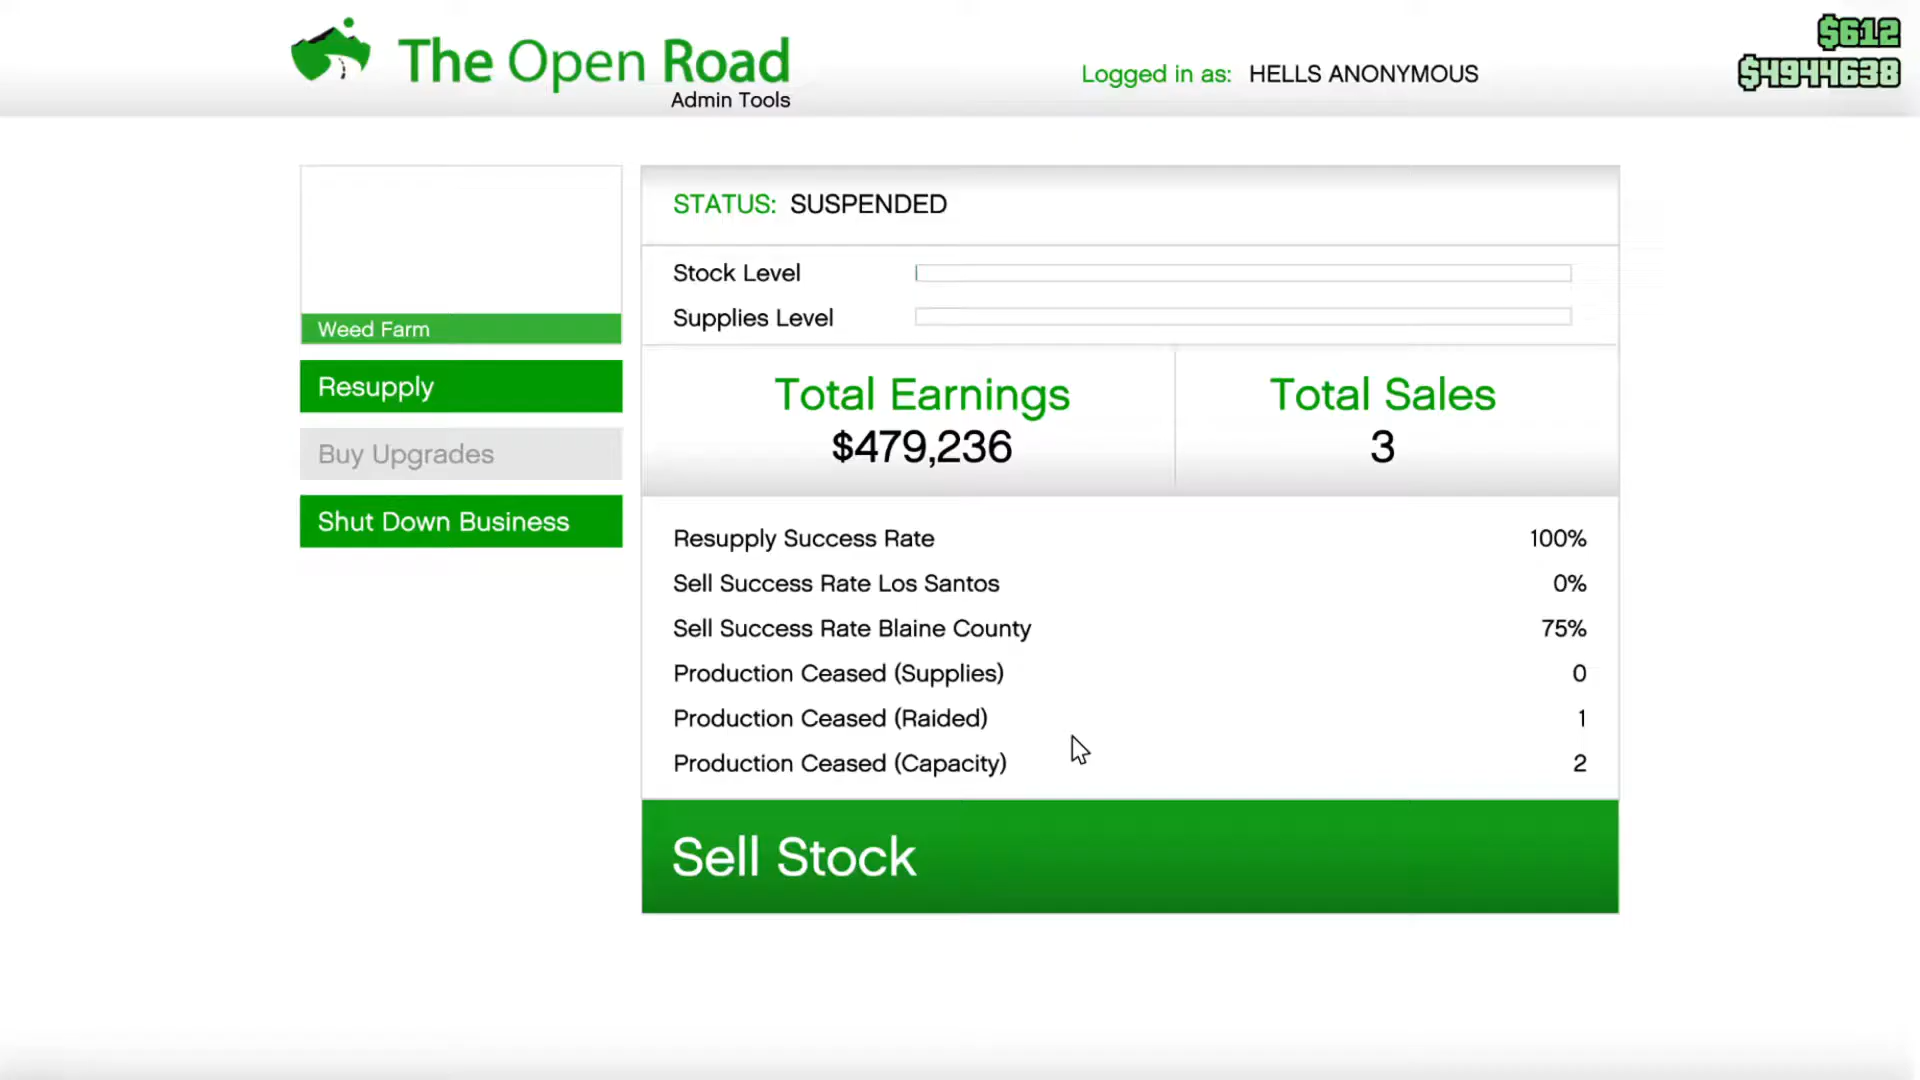 The Open Road
Admin Tools
Logged in as: HELLS ANONYMOUS
$612
$4944638
Weed Farm
Resupply
Buy Upgrades
Shut Down Business
STATUS: SUSPENDED
Stock Level
Supplies Level
Total Earnings
$479,236
Total Sales
3
Resupply Success Rate 100%
Sell Success Rate Los Santos 0%
Sell Success Rate Blaine County 75%
Production Ceased (Supplies) 0
Production Ceased (Raided) 1
Production Ceased (Capacity) 2
Sell Stock